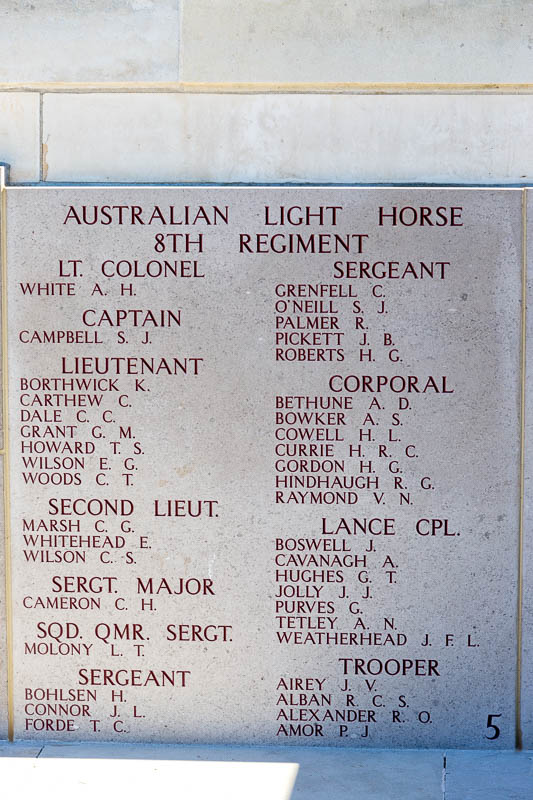 AUSTRALIAN LIGHT HORSE
8TH REGIMENT
LT. COLONEL
WHITE A. H.
CAPTAIN
CAMPBELL S. J.
LIEUTENANT
BORTHWICK K.
CARTHEW C.
DALE C. C.
GRANT G. M.
HOWARD T. S.
WILSON E. G.
WOODS C. T.
SECOND LIEUT.
MARSH C. G.
WHITEHEAD E.
WILSON C. S.
SERGT. MAJOR
CAMERON C. H.
SQD. QMR. SERGT.
MOLONY L. T.
SERGEANT
BOHLSEN H.
CONNOR J. L.
FORDE T. C.
SERGEANT
GRENFELL C.
O'NEILL S. J.
PALMER R.
PICKETT J. B.
ROBERTS H. G.
CORPORAL
BETHUNE A. D.
BOWKER A. S.
COWELL H. L.
CURRIE H. R. C.
GORDON H. G.
HINDHAUGH R. G.
RAYMOND V. N.
LANCE CPL.
BOSWELL J.
CAVANAGH A.
HUGHES G. T.
JOLLY J. J.
PURVES G.
TETLEY A. N.
WEATHERHEAD J. F. L.
TROOPER
AIREY J. V.
ALBAN R. C. S.
ALEXANDER R. O.
AMOR P. J
5